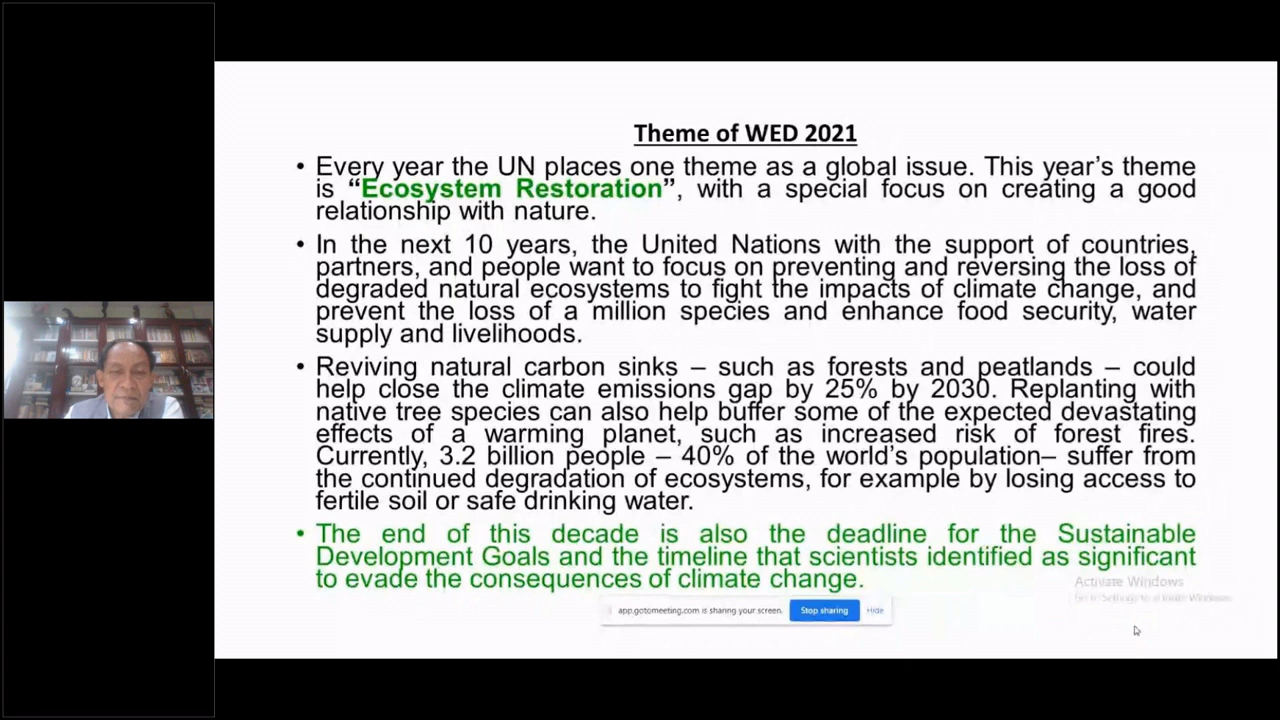 Theme of WED 2021
• Every year the UN places one theme as a global issue. This year’s theme
is “Ecosystem Restoration”, with a special focus on creating a good
relationship with nature.
• In the next 10 years, the United Nations with the support of countries,
partners, and people want to focus on preventing and reversing the loss of
degraded natural ecosystems to fight the impacts of climate change, and
prevent the loss of a million species and enhance food security, water
supply and livelihoods.
• Reviving natural carbon sinks – such as forests and peatlands – could
help close the climate emissions gap by 25% by 2030. Replanting with
native tree species can also help buffer some of the expected devastating
effects of a warming planet, such as increased risk of forest fires.
Currently, 3.2 billion people – 40% of the world’s population– suffer from
the continued degradation of ecosystems, for example by losing access to
fertile soil or safe drinking water.
• The end of this decade is also the deadline for the Sustainable
Development Goals and the timeline that scientists identified as significant
to evade the consequences of climate change.
Activate Windows
Go to Settings to activate Windows.
app.gotomeeting.com is sharing your screen. Stop sharing Hide